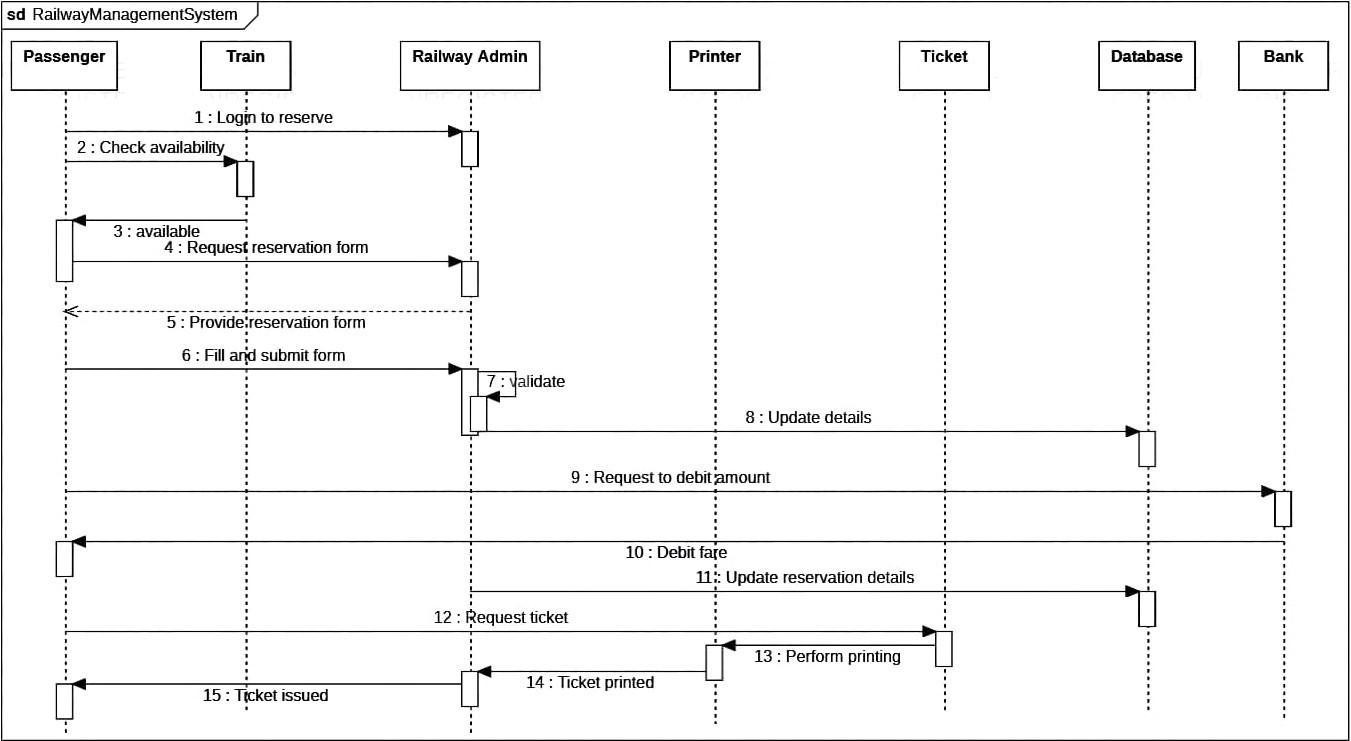 sd RailwayManagementSystem
Passenger
Train
Railway Admin
Printer
Ticket
Database
Bank
1 : Login to reserve
2 : Check availability
3 : available
4 : Request reservation form
5 : Provide reservation form
6 : Fill and submit form
7 : validate
8 : Update details
9 : Request to debit amount
10 : Debit fare
11 : Update reservation details
12 : Request ticket
13 : Perform printing
14 : Ticket printed
15 : Ticket issued